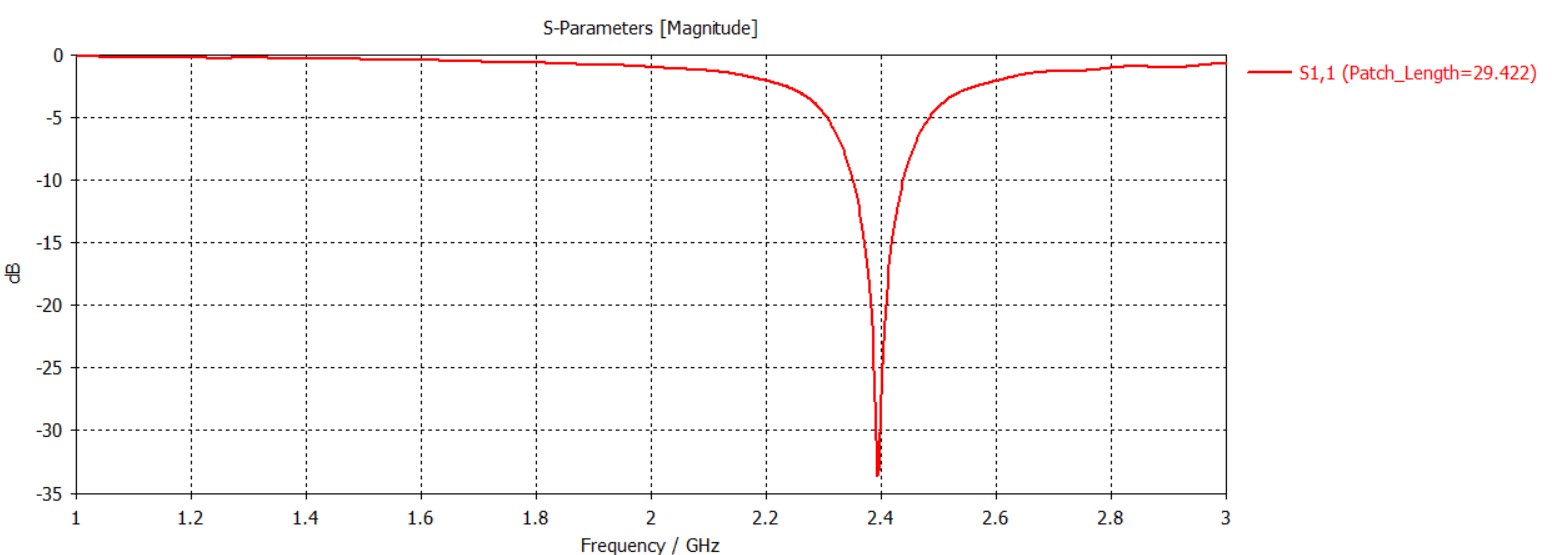 S-Parameters [Magnitude]
0
-5
-10
-15
-20
-25
-30
-35
dB
1 1.2 1.4 1.6 1.8 2 2.2 2.4 2.6 2.8 3
Frequency / GHz
S1,1 (Patch_Length=29.422)